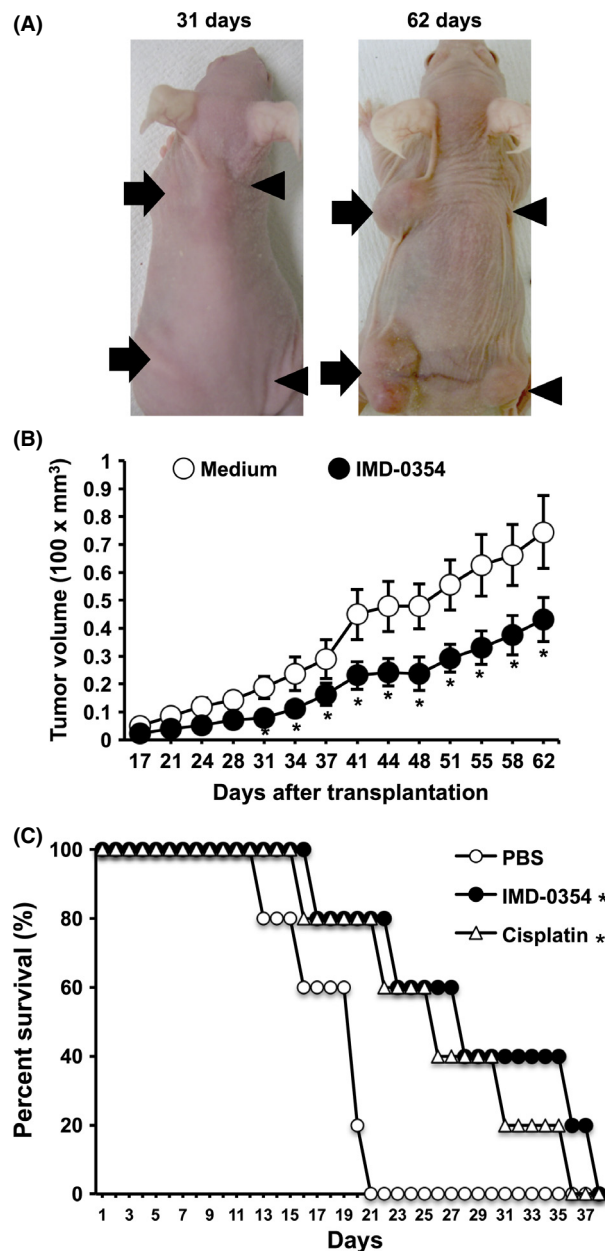 (A)
31 days 62 days
(B)
Medium IMD-0354
Tumor volume (100 x mm³)
1
0.9
0.8
0.7
0.6
0.5
0.4
0.3
0.2
0.1
0
* * * * * * * * * *
17 21 24 28 31 34 37 41 44 48 51 55 58 62
Days after transplantation
(C)
PBS
IMD-0354 *
Cisplatin *
Percent survival (%)
100
80
60
40
20
0
1 3 5 7 9 11 13 15 17 19 21 23 25 27 29 31 33 35 37
Days